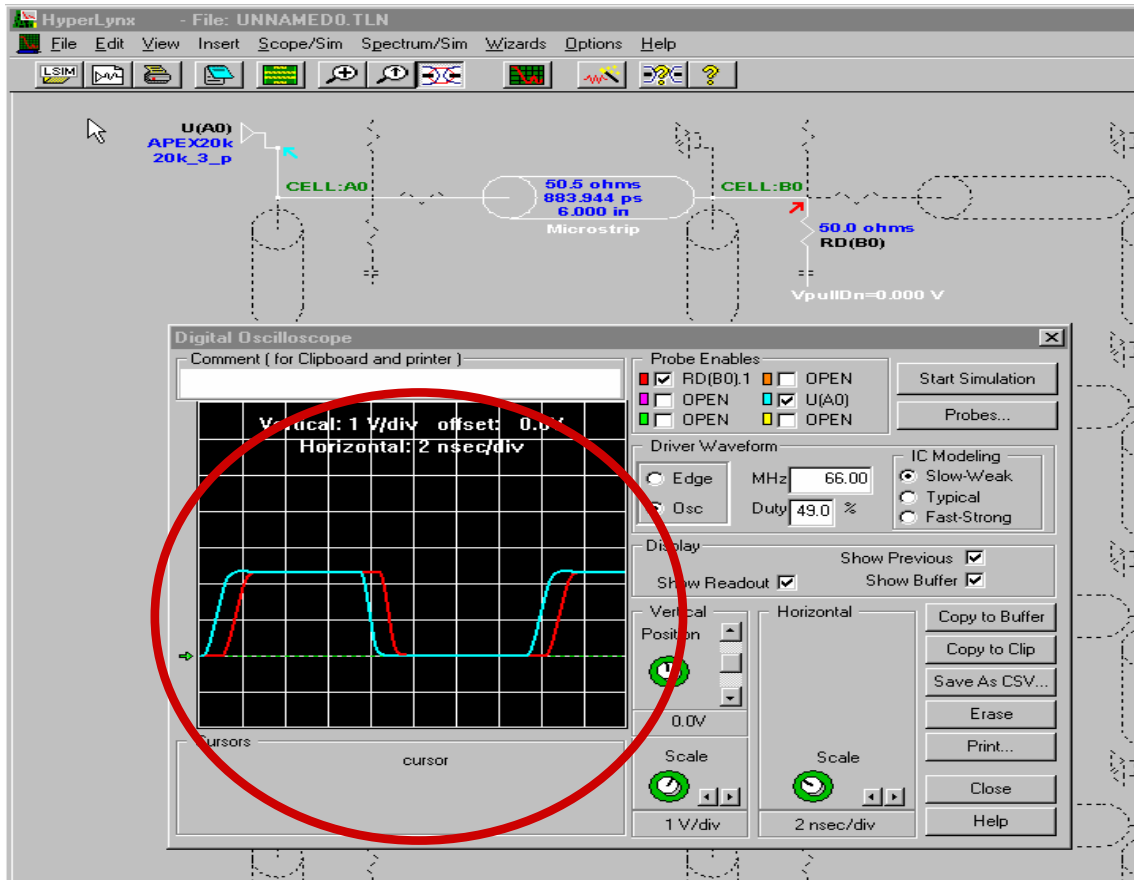 HyperLynx - File: UNNAMED0.TLN
File Edit View Insert Scope/Sim Spectrum/Sim Wizards Options Help
LSIM
U(A0)
APEX20k
20k_3_p
CELL:A0
50.5 ohms
883.944 ps
6.000 in
Microstrip
CELL:B0
50.0 ohms
RD(B0)
VpullDn=0.000 V
Digital Oscilloscope
Comment ( for Clipboard and printer )
Vertical: 1 V/div offset: 0.0V
Horizontal: 2 nsec/div
Cursors
cursor
Probe Enables
RD(B0).1 OPEN
OPEN U(A0)
OPEN OPEN
Start Simulation
Probes...
Driver Waveform
Edge
Osc
MHz 66.00
Duty 49.0 %
IC Modeling
Slow-Weak
Typical
Fast-Strong
Display
Show Previous
Show Readout Show Buffer
Vertical
Position
0.0V
Scale
1 V/div
Horizontal
Scale
2 nsec/div
Copy to Buffer
Copy to Clip
Save As CSV...
Erase
Print...
Close
Help